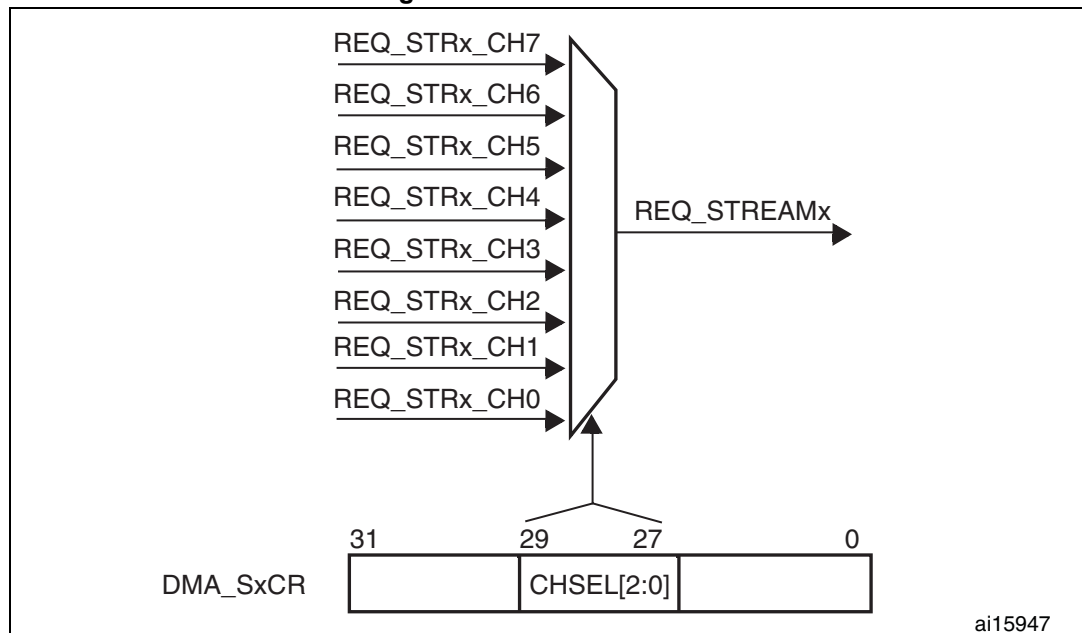 REQ_STRx_CH7
REQ_STRx_CH6
REQ_STRx_CH5
REQ_STRx_CH4
REQ_STREAMx
REQ_STRx_CH3
REQ_STRx_CH2
REQ_STRx_CH1
REQ_STRx_CH0
31 29 27 0
DMA_SxCR CHSEL[2:0]
ai15947